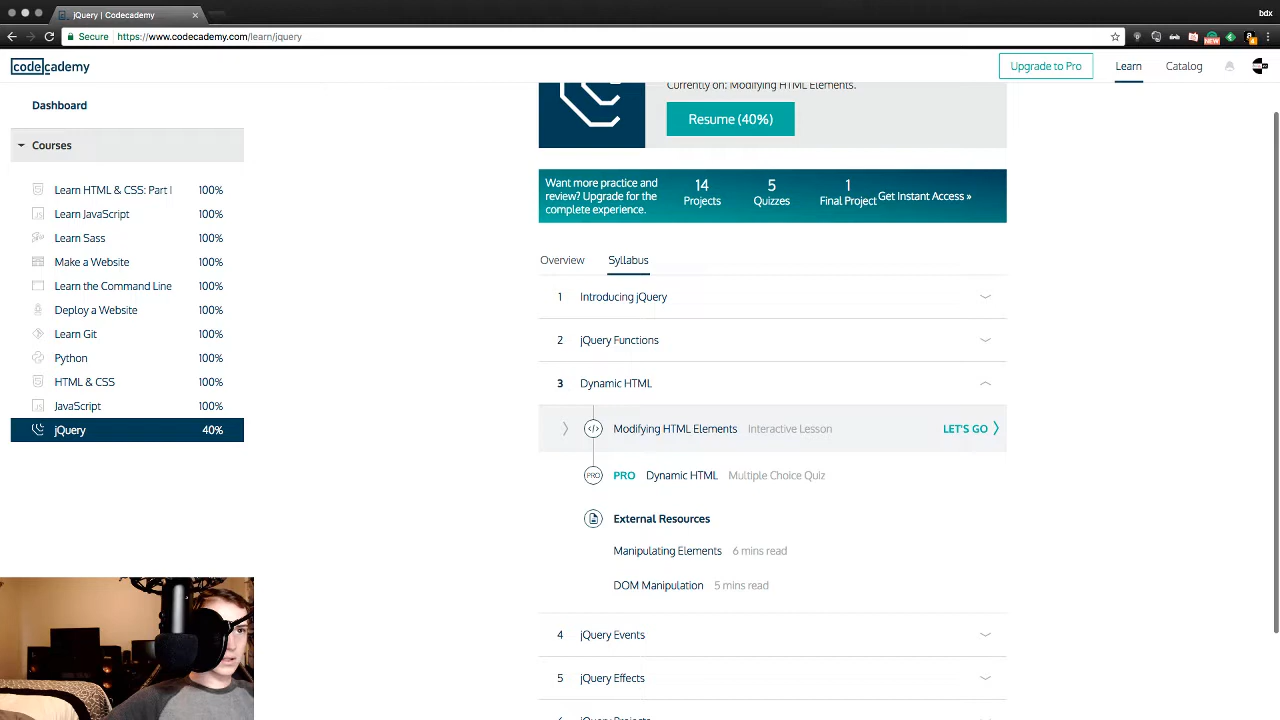 jQuery | Codecademy
bdx
Secure https://www.codecademy.com/learn/jquery
NEW
codecademy
Upgrade to Pro
Learn
Catalog
Dashboard
Courses
Learn HTML & CSS: Part I 100%
Learn JavaScript 100%
Learn Sass 100%
Make a Website 100%
Learn the Command Line 100%
Deploy a Website 100%
Learn Git 100%
Python 100%
HTML & CSS 100%
JavaScript 100%
jQuery 40%
Currently on: Modifying HTML Elements.
Resume (40%)
Want more practice and
review? Upgrade for the
complete experience.
14
Projects
5
Quizzes
1
Final Project
Get Instant Access »
Overview
Syllabus
1 Introducing jQuery
2 jQuery Functions
3 Dynamic HTML
Modifying HTML Elements Interactive Lesson LET'S GO
PRO PRO Dynamic HTML Multiple Choice Quiz
External Resources
Manipulating Elements 6 mins read
DOM Manipulation 5 mins read
4 jQuery Events
5 jQuery Effects
6 jQuery Projects